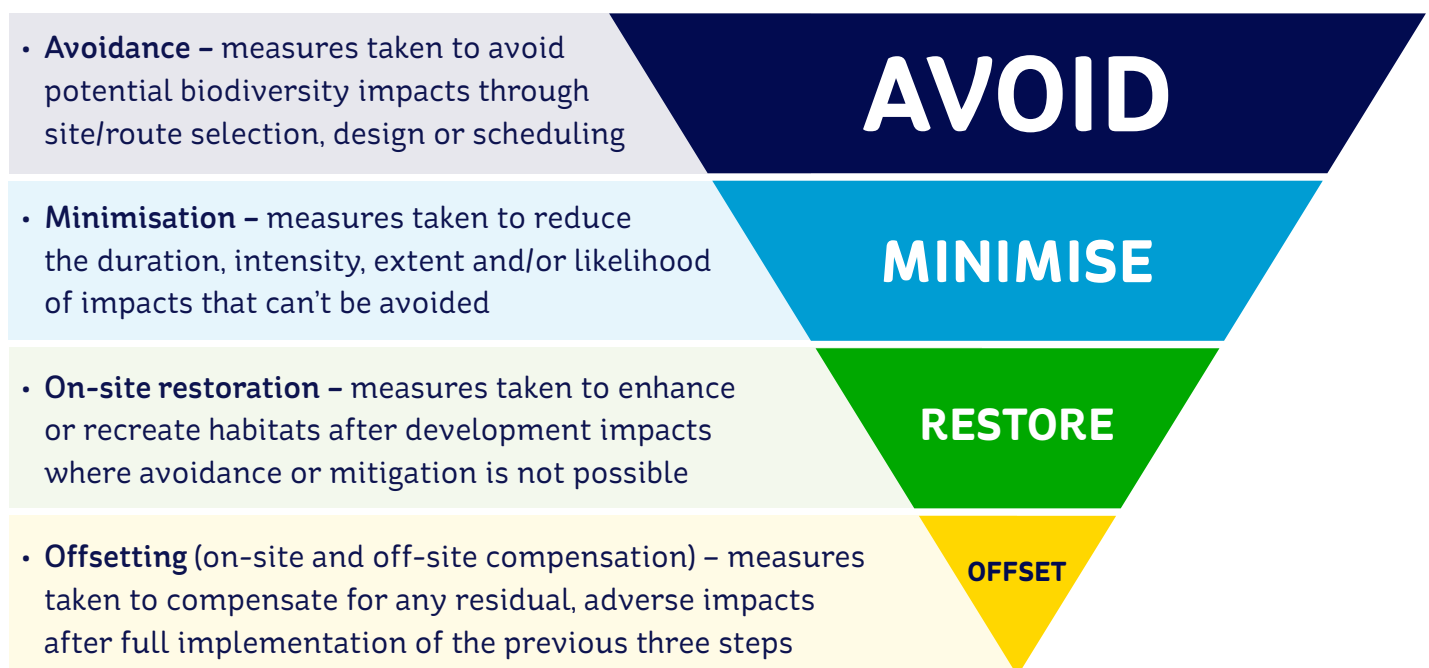 • Avoidance – measures taken to avoid
potential biodiversity impacts through
site/route selection, design or scheduling
AVOID
• Minimisation – measures taken to reduce
the duration, intensity, extent and/or likelihood
of impacts that can’t be avoided
MINIMISE
• On-site restoration – measures taken to enhance
or recreate habitats after development impacts
where avoidance or mitigation is not possible
RESTORE
• Offsetting (on-site and off-site compensation) – measures
taken to compensate for any residual, adverse impacts
after full implementation of the previous three steps
OFFSET